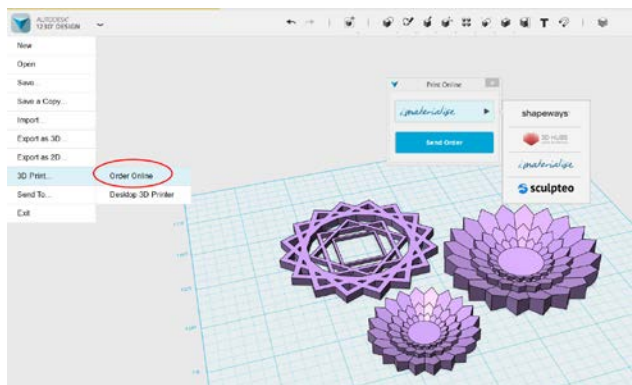 AUTODESK®
123D® DESIGN
New
Open
Save...
Save a Copy...
Import...
Export as 3D...
Export as 2D...
3D Print...
Send To...
Exit
Order Online
Desktop 3D Printer
Print Online
i.materialise
Send Order
shapeways
3D HUBS
i.materialise
sculpteo
T